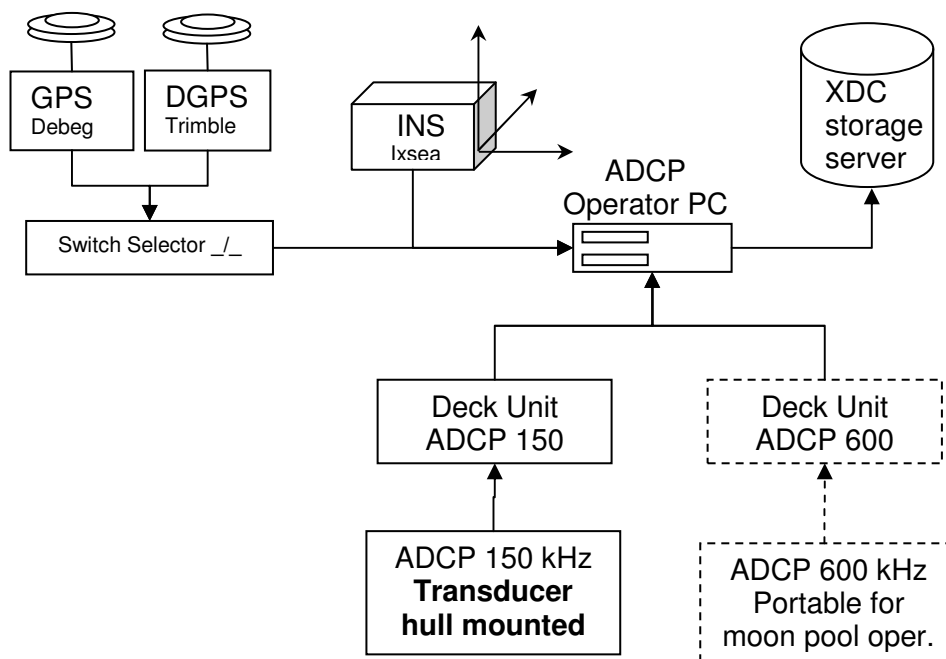 GPS
Debeg
DGPS
Trimble
INS
Ixsea
XDC
storage
server
ADCP
Operator PC
Switch Selector _/_
Deck Unit
ADCP 150
Deck Unit
ADCP 600
ADCP 150 kHz
Transducer
hull mounted
ADCP 600 kHz
Portable for
moon pool oper.